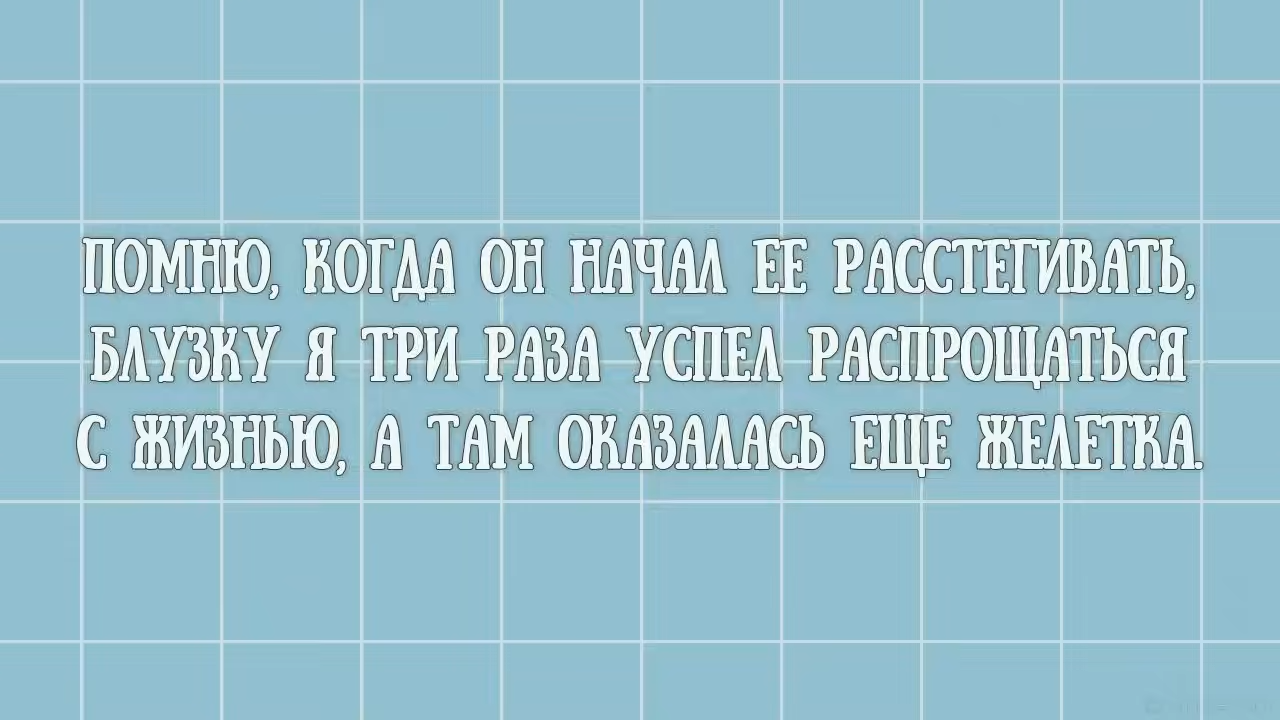 ПОМНЮ, КОГДА ОН НАЧАЛ ЕЕ РАССТЕГИВАТЬ,
БЛУЗКУ Я ТРИ РАЗА УСПЕЛ РАСПРОЩАТЬСЯ
С ЖИЗНЬЮ, А ТАМ ОКАЗАЛАСЬ ЕЩЕ ЖЕЛЕТКА.